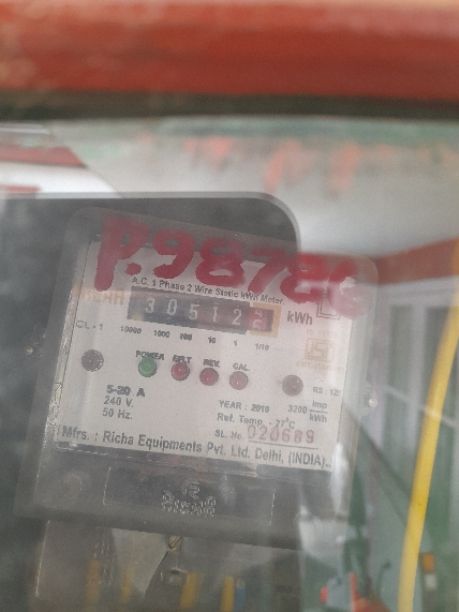 P.98786
A.C. 1 Phase 2 Wire Static kWh Meter.
30512
kWh
CL-1
10000 1000 100 10 1 1/10
POWER E/LT REV. CAL.
5-20 A
240 V.
50 Hz.
YEAR : 2010
3200 imp/kWh
Ref. Temp. 27°C
SL. No. 020689
Mfrs. : Richa Equipments Pvt. Ltd. Delhi, (INDIA).